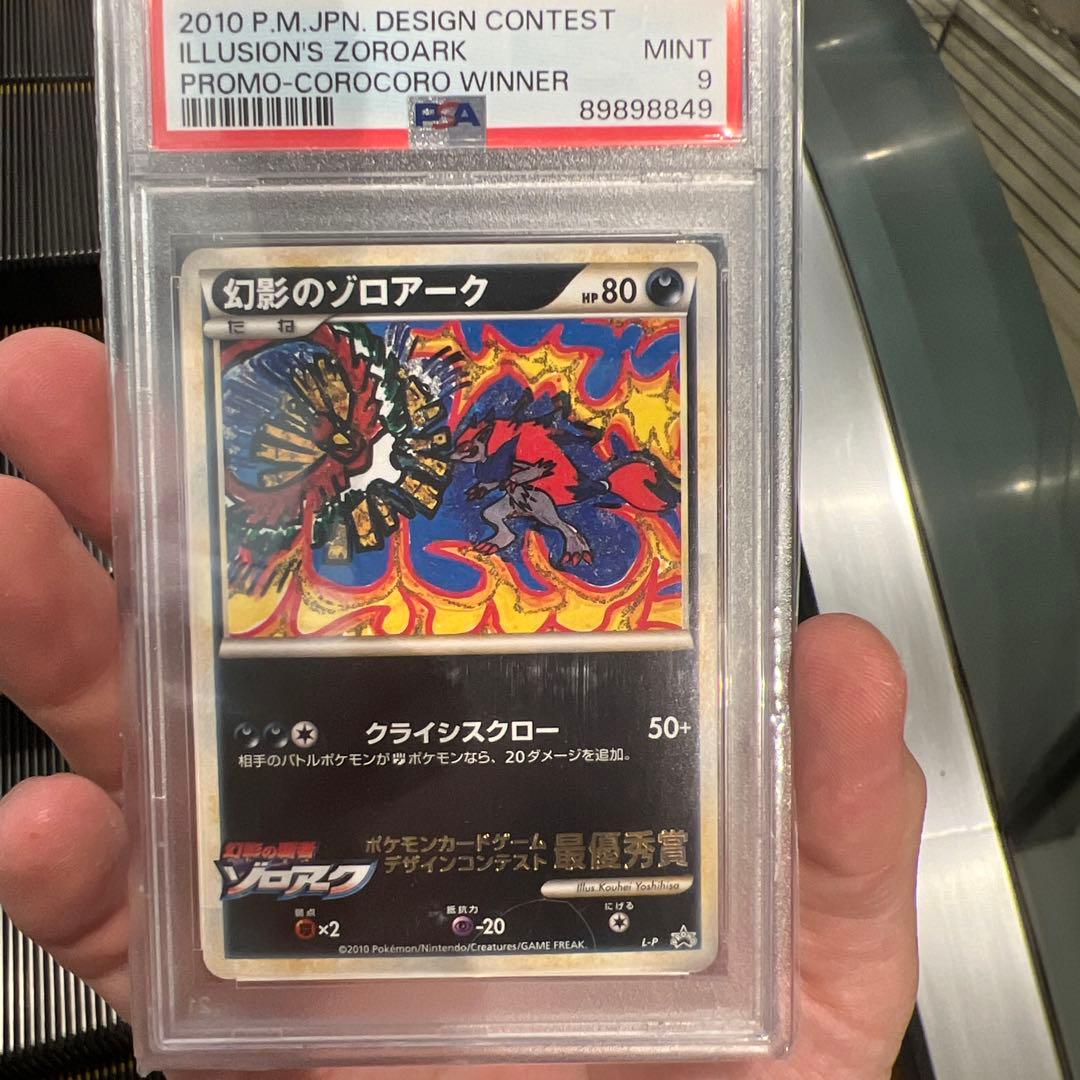 2010 P.M.JPN. DESIGN CONTEST
ILLUSION'S ZOROARK MINT
PROMO-COROCORO WINNER 9
PSA 89898849
幻影のゾロアーク HP 80
たね
クライシスクロー 50+
相手のバトルポケモンがポケモンなら、20ダメージを追加。
幻影の覇者
ゾロアーク
ポケモンカードゲーム
デザインコンテスト 最優秀賞
Illus. Kouhei Yoshihisa
弱点 ×2
抵抗力 -20
にげる
©2010 Pokémon/Nintendo/Creatures/GAME FREAK.
L-P